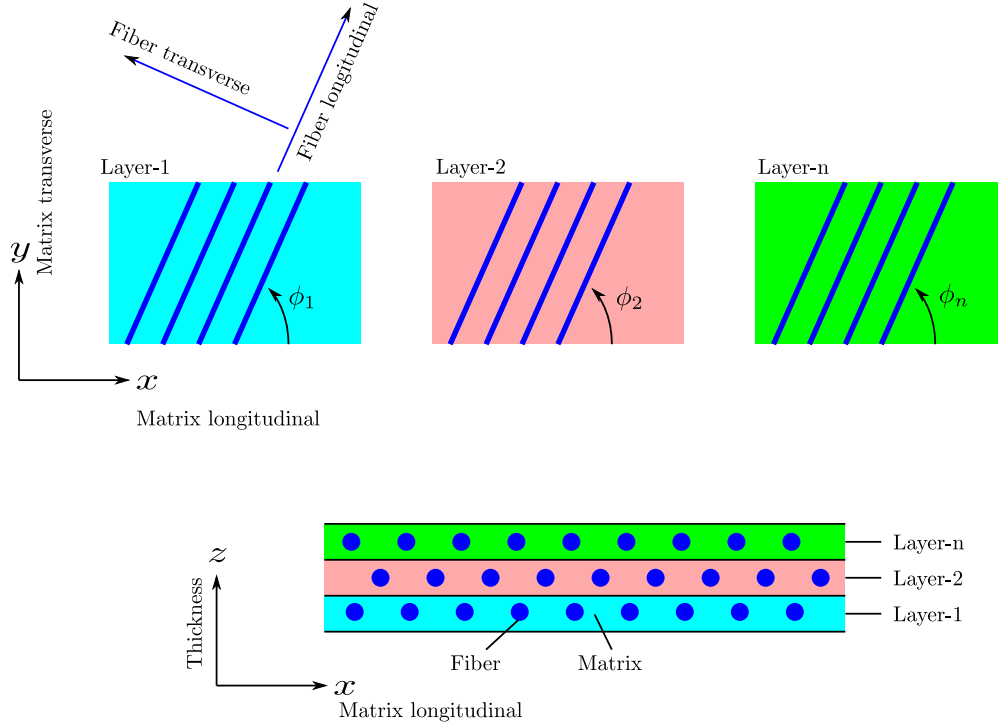 Fiber transverse
Fiber longitudinal
Layer-1
Layer-2
Layer-n
Matrix transverse
y
ϕ₁
ϕ₂
ϕₙ
x
Matrix longitudinal
z
Thickness
Layer-n
Layer-2
Layer-1
Fiber
Matrix
x
Matrix longitudinal